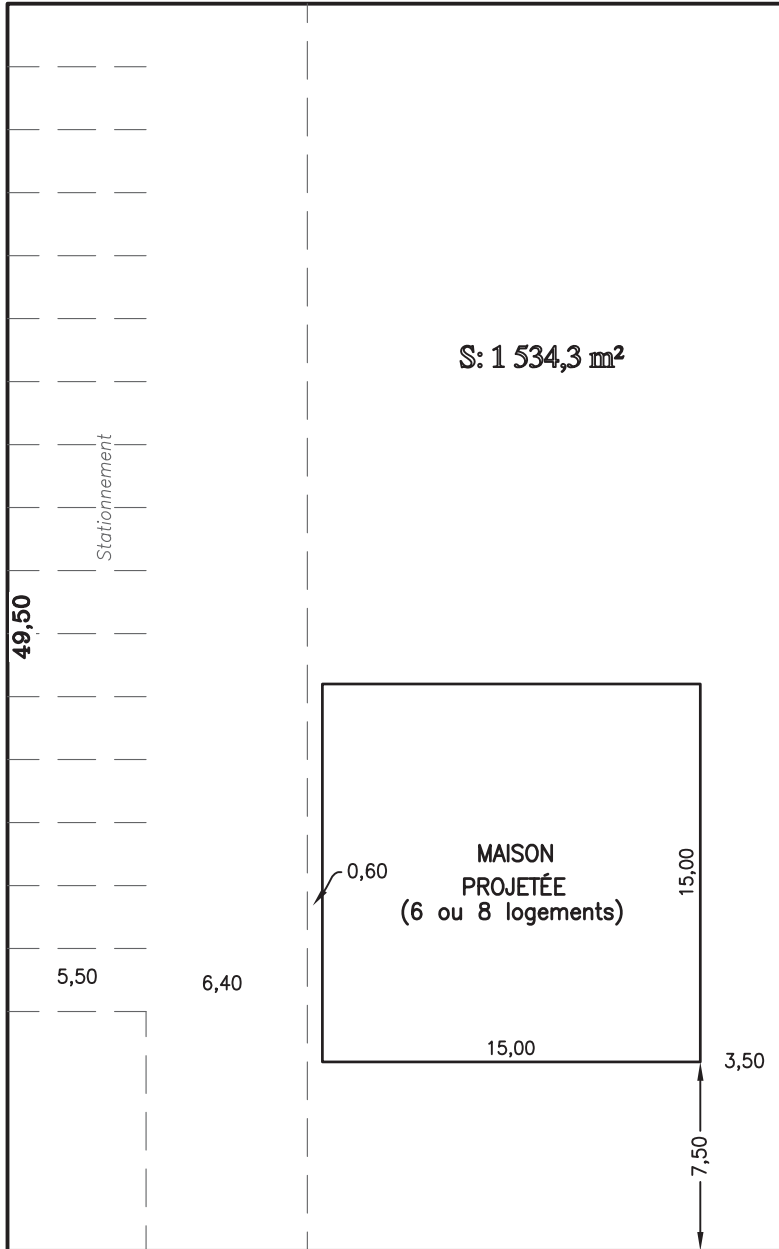 S: 1 534,3 m²
Stationnement
49,50
0,60
MAISON
PROJETÉE
(6 ou 8 logements)
15,00
5,50
6,40
15,00
3,50
7,50